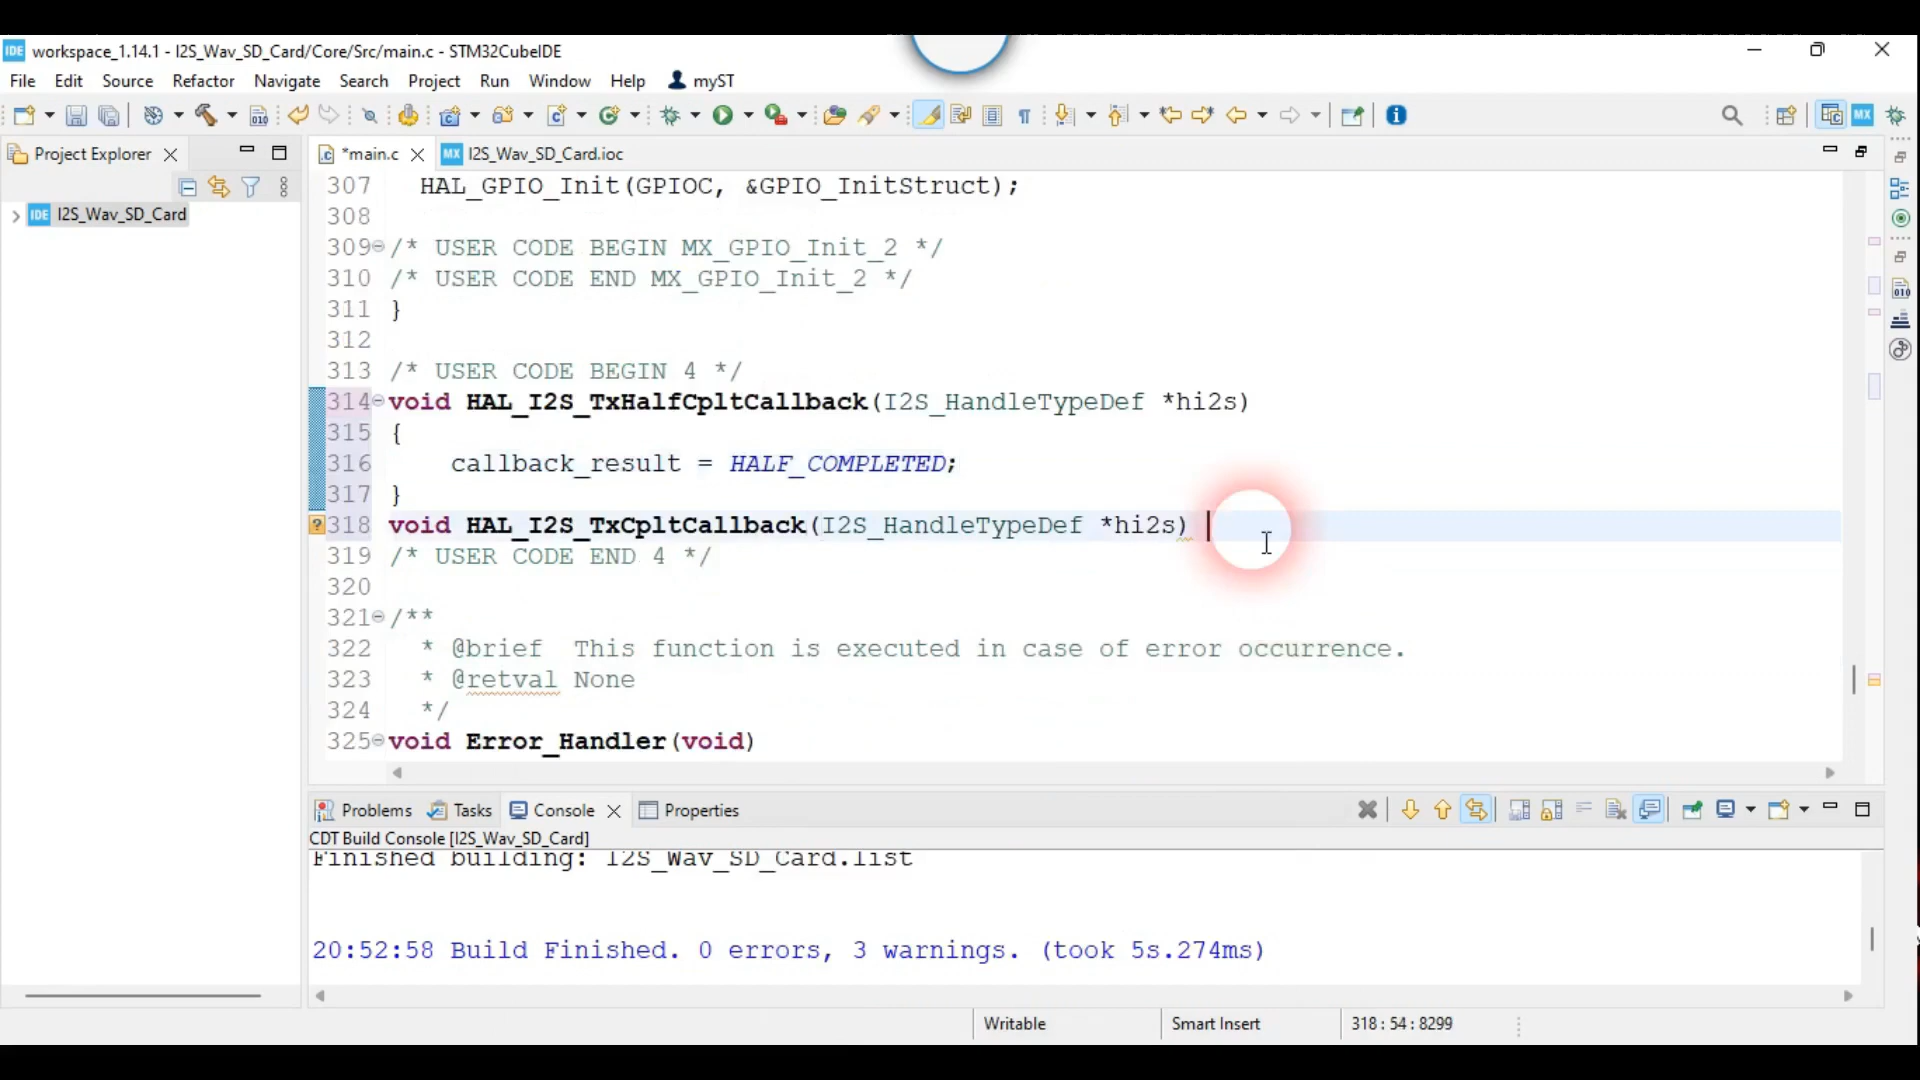 IDE workspace_1.14.1 - I2S_Wav_SD_Card/Core/Src/main.c - STM32CubeIDE
File Edit Source Refactor Navigate Search Project Run Window Help myST
Project Explorer
*main.c MX I2S_Wav_SD_Card.ioc
IDE I2S_Wav_SD_Card
307 HAL_GPIO_Init(GPIOC, &GPIO_InitStruct);
308
309 /* USER CODE BEGIN MX_GPIO_Init_2 */
310 /* USER CODE END MX_GPIO_Init_2 */
311 }
312
313 /* USER CODE BEGIN 4 */
314 void HAL_I2S_TxHalfCpltCallback(I2S_HandleTypeDef *hi2s)
315 {
316 callback_result = HALF_COMPLETED;
317 }
318 void HAL_I2S_TxCpltCallback(I2S_HandleTypeDef *hi2s)
319 /* USER CODE END 4 */
320
321 /**
322 * @brief This function is executed in case of error occurrence.
323 * @retval None
324 */
325 void Error_Handler(void)
Problems Tasks Console Properties
CDT Build Console [I2S_Wav_SD_Card]
Finished building: I2S_Wav_SD_Card.list
20:52:58 Build Finished. 0 errors, 3 warnings. (took 5s.274ms)
Writable Smart Insert 318 : 54 : 8299